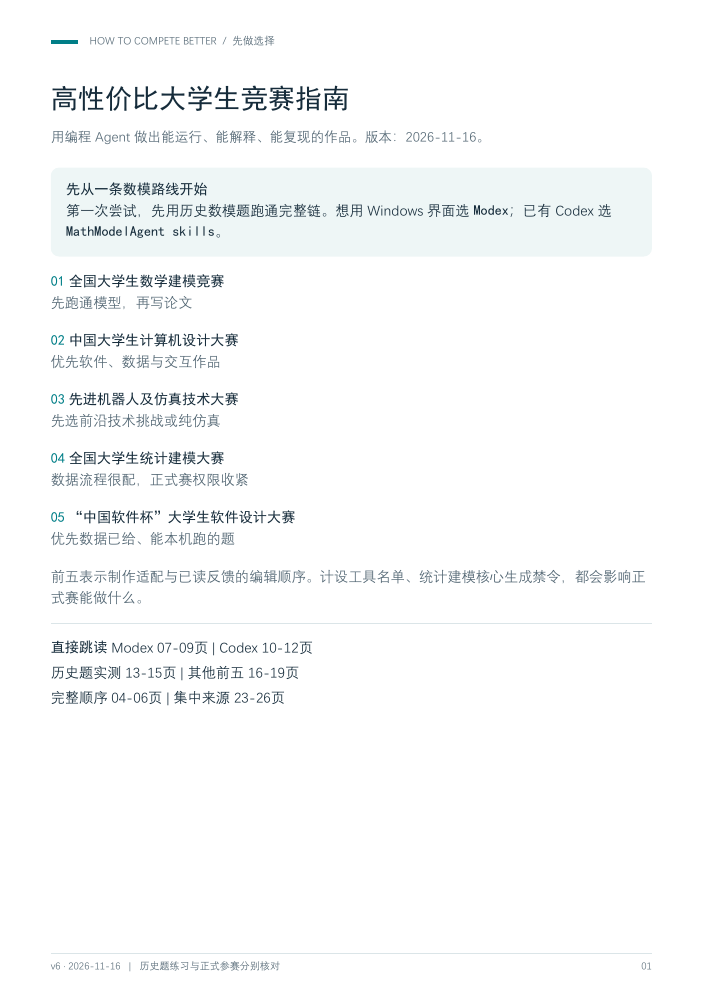 HOW TO COMPETE BETTER / 先做选择
高性价比大学生竞赛指南
用编程 Agent 做出能运行、能解释、能复现的作品。版本：2026-11-16。
先从一条数模路线开始
第一次尝试，先用历史数模题跑通完整链。想用 Windows 界面选 Modex；已有 Codex 选
MathModelAgent skills。
01 全国大学生数学建模竞赛
先跑通模型，再写论文
02 中国大学生计算机设计大赛
优先软件、数据与交互作品
03 先进机器人及仿真技术大赛
先选前沿技术挑战或纯仿真
04 全国大学生统计建模大赛
数据流程很配，正式赛权限收紧
05 “中国软件杯”大学生软件设计大赛
优先数据已给、能本机跑的题
前五表示制作适配与已读反馈的编辑顺序。计设工具名单、统计建模核心生成禁令，都会影响正
式赛能做什么。
直接跳读 Modex 07-09页 | Codex 10-12页
历史题实测 13-15页 | 其他前五 16-19页
完整顺序 04-06页 | 集中来源 23-26页
v6 · 2026-11-16 | 历史题练习与正式参赛分别核对
01